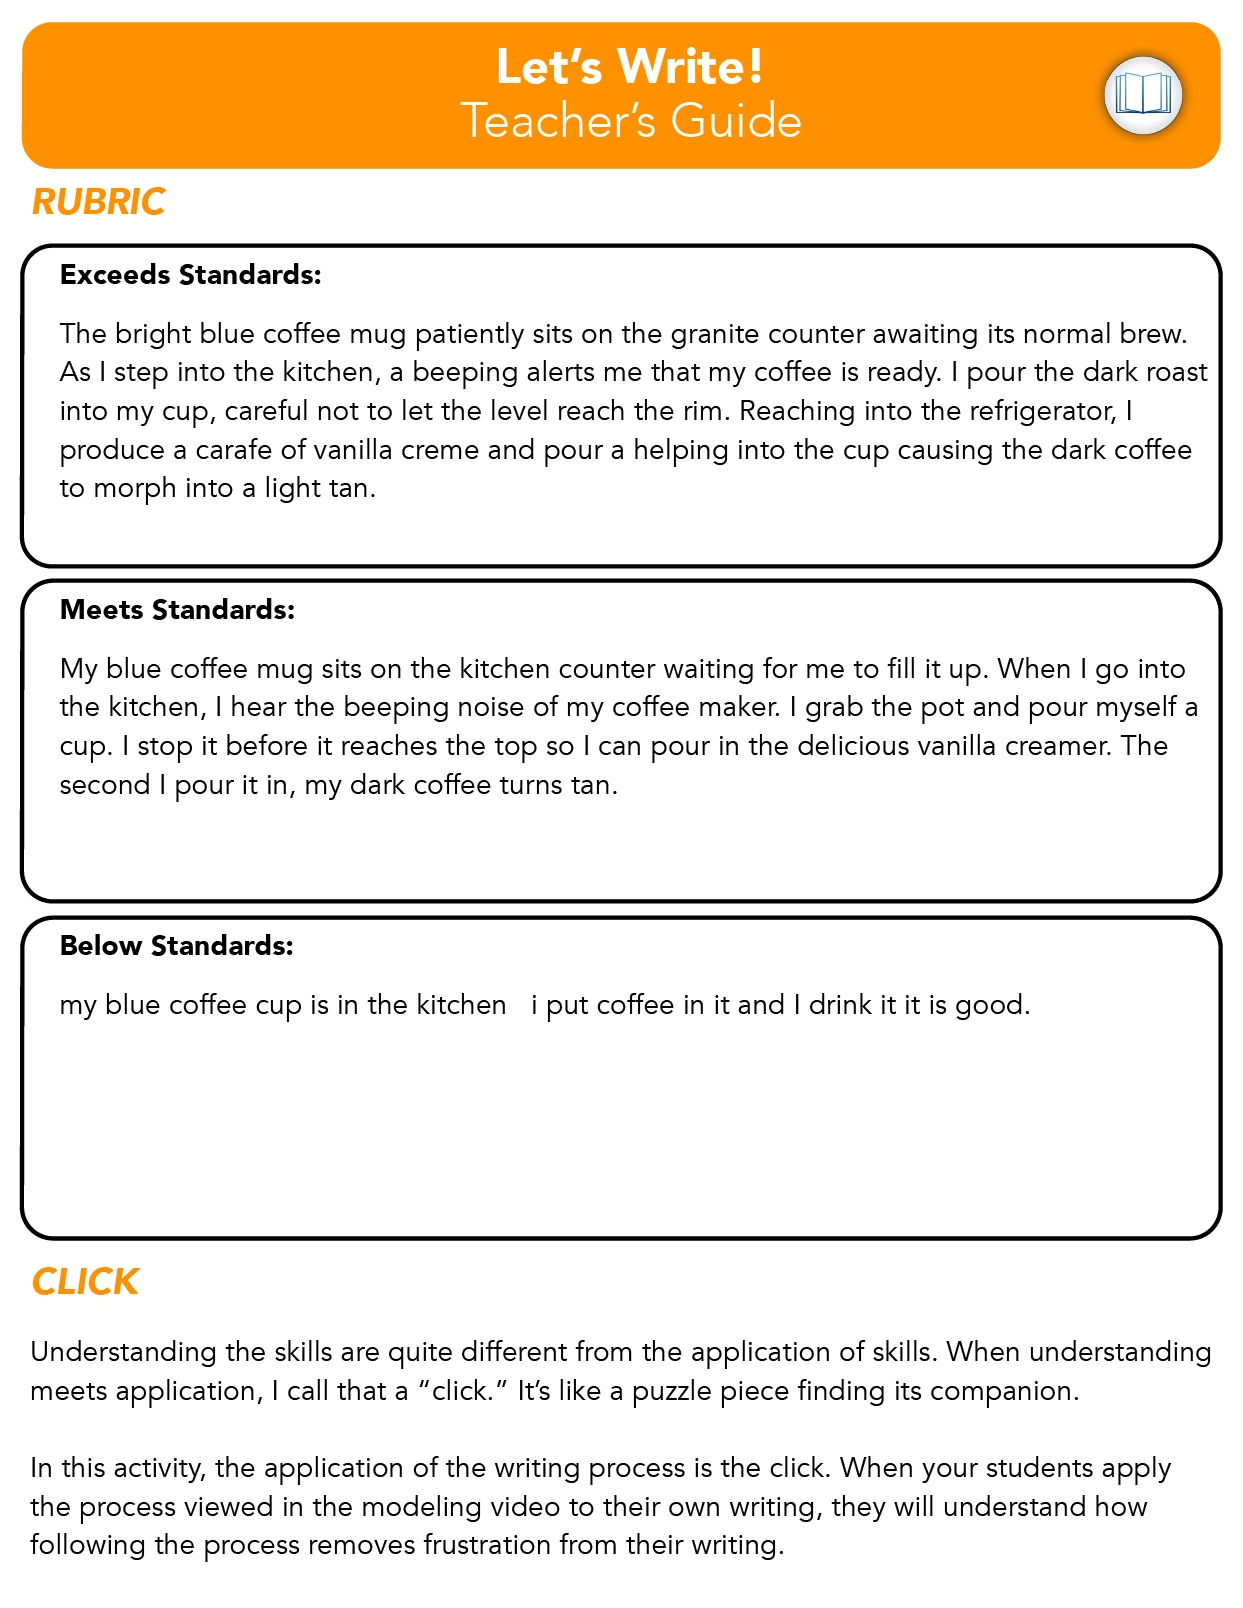 Let’s Write!
Teacher’s Guide
RUBRIC
Exceeds Standards:
The bright blue coffee mug patiently sits on the granite counter awaiting its normal brew.
As I step into the kitchen, a beeping alerts me that my coffee is ready. I pour the dark roast
into my cup, careful not to let the level reach the rim. Reaching into the refrigerator, I
produce a carafe of vanilla creme and pour a helping into the cup causing the dark coffee
to morph into a light tan.
Meets Standards:
My blue coffee mug sits on the kitchen counter waiting for me to fill it up. When I go into
the kitchen, I hear the beeping noise of my coffee maker. I grab the pot and pour myself a
cup. I stop it before it reaches the top so I can pour in the delicious vanilla creamer. The
second I pour it in, my dark coffee turns tan.
Below Standards:
my blue coffee cup is in the kitchen   i put coffee in it and I drink it it is good.
CLICK
Understanding the skills are quite different from the application of skills. When understanding
meets application, I call that a “click.” It’s like a puzzle piece finding its companion.
In this activity, the application of the writing process is the click. When your students apply
the process viewed in the modeling video to their own writing, they will understand how
following the process removes frustration from their writing.